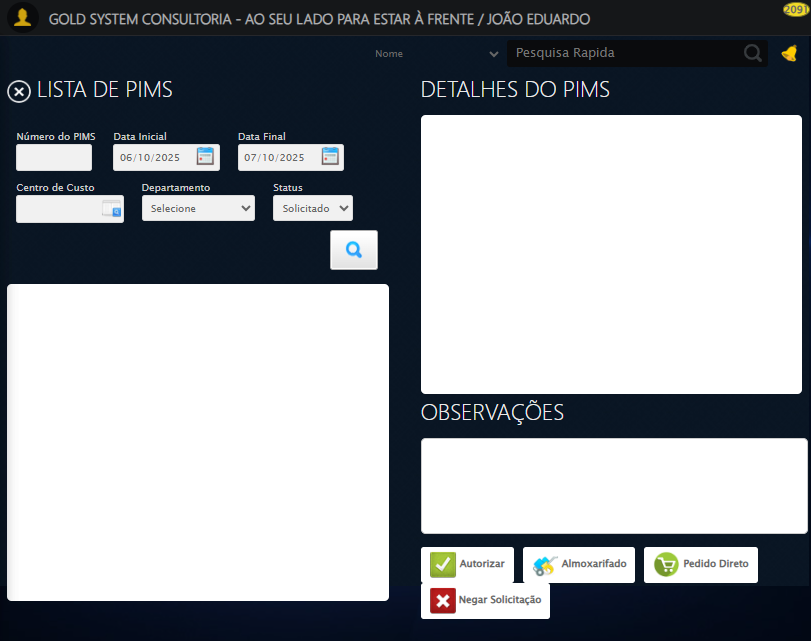 GOLD SYSTEM CONSULTORIA - AO SEU LADO PARA ESTAR À FRENTE / JOÃO EDUARDO
2091
Nome
Pesquisa Rapida
LISTA DE PIMS
Número do PIMS
Data Inicial
Data Final
06/10/2025
07/10/2025
Centro de Custo
Departamento
Status
Selecione
Solicitado
DETALHES DO PIMS
OBSERVAÇÕES
Autorizar
Almoxarifado
Pedido Direto
Negar Solicitação